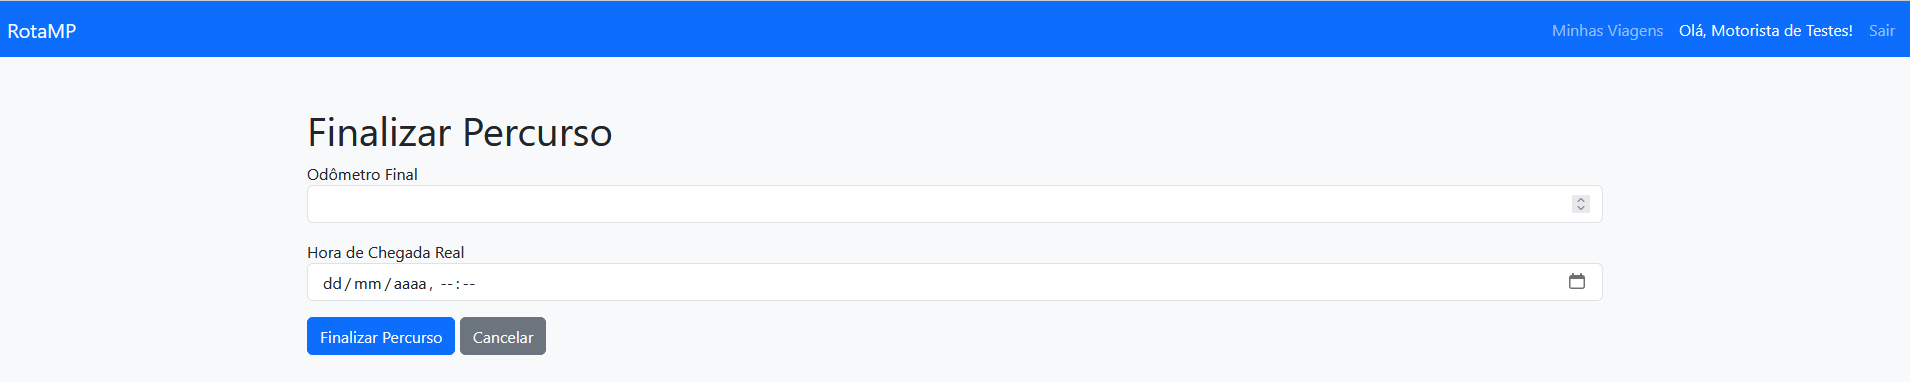 RotaMP Minhas Viagens Olá, Motorista de Testes! Sair
Finalizar Percurso
Odômetro Final
Hora de Chegada Real
dd/mm/aaaa, --:--
Finalizar Percurso Cancelar